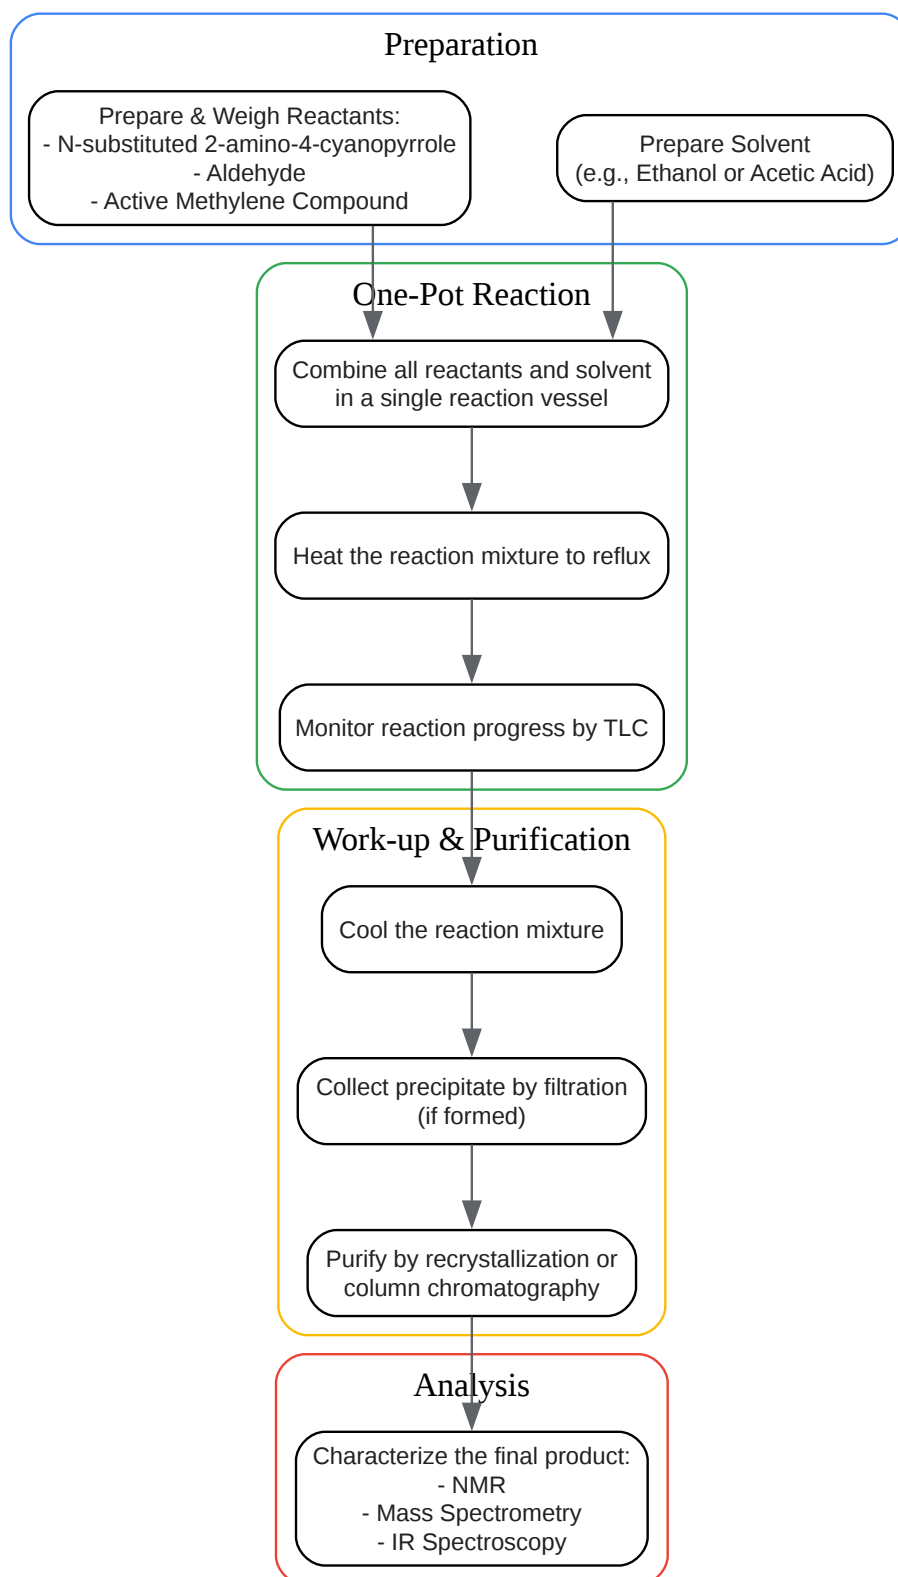 Preparation
Prepare & Weigh Reactants:
- N-substituted 2-amino-4-cyanopyrrole
- Aldehyde
- Active Methylene Compound
Prepare Solvent
(e.g., Ethanol or Acetic Acid)
One-Pot Reaction
Combine all reactants and solvent
in a single reaction vessel
Heat the reaction mixture to reflux
Monitor reaction progress by TLC
Work-up & Purification
Cool the reaction mixture
Collect precipitate by filtration
(if formed)
Purify by recrystallization or
column chromatography
Analysis
Characterize the final product:
- NMR
- Mass Spectrometry
- IR Spectroscopy